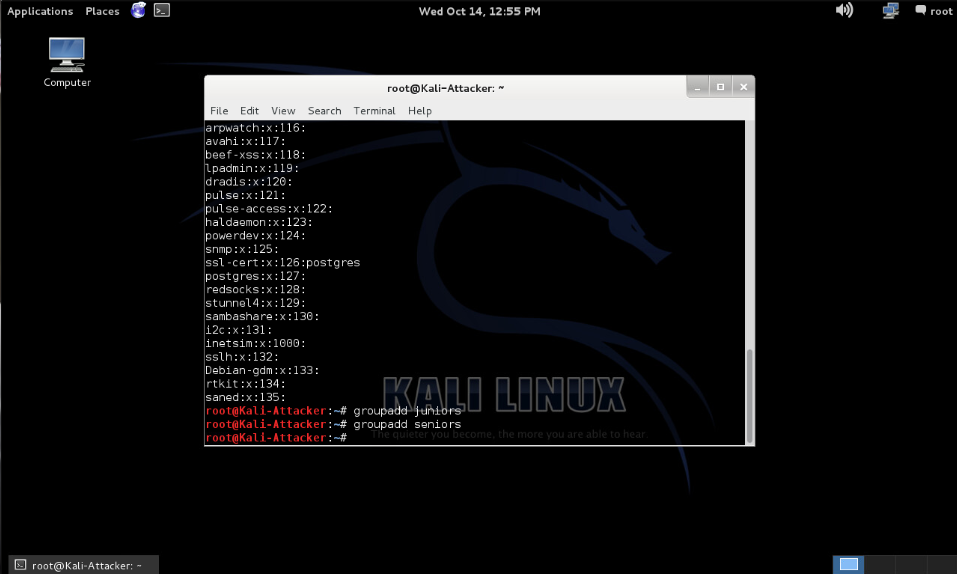 Applications Places Wed Oct 14, 12:55 PM root
Computer
root@Kali-Attacker: ~
File Edit View Search Terminal Help
arpwatch:x:116:
avahi:x:117:
beef-xss:x:118:
lpadmin:x:119:
dradis:x:120:
pulse:x:121:
pulse-access:x:122:
haldaemon:x:123:
powerdev:x:124:
snmp:x:125:
ssl-cert:x:126:postgres
postgres:x:127:
redsocks:x:128:
stunnel4:x:129:
sambashare:x:130:
i2c:x:131:
inetsim:x:1000:
sslh:x:132:
Debian-gdm:x:133:
rtkit:x:134:
saned:x:135:
KALI LINUX
root@Kali-Attacker:~# groupadd juniors
root@Kali-Attacker:~# groupadd seniors
The quieter you become, the more you are able to hear.
root@Kali-Attacker:~#
root@Kali-Attacker: ~